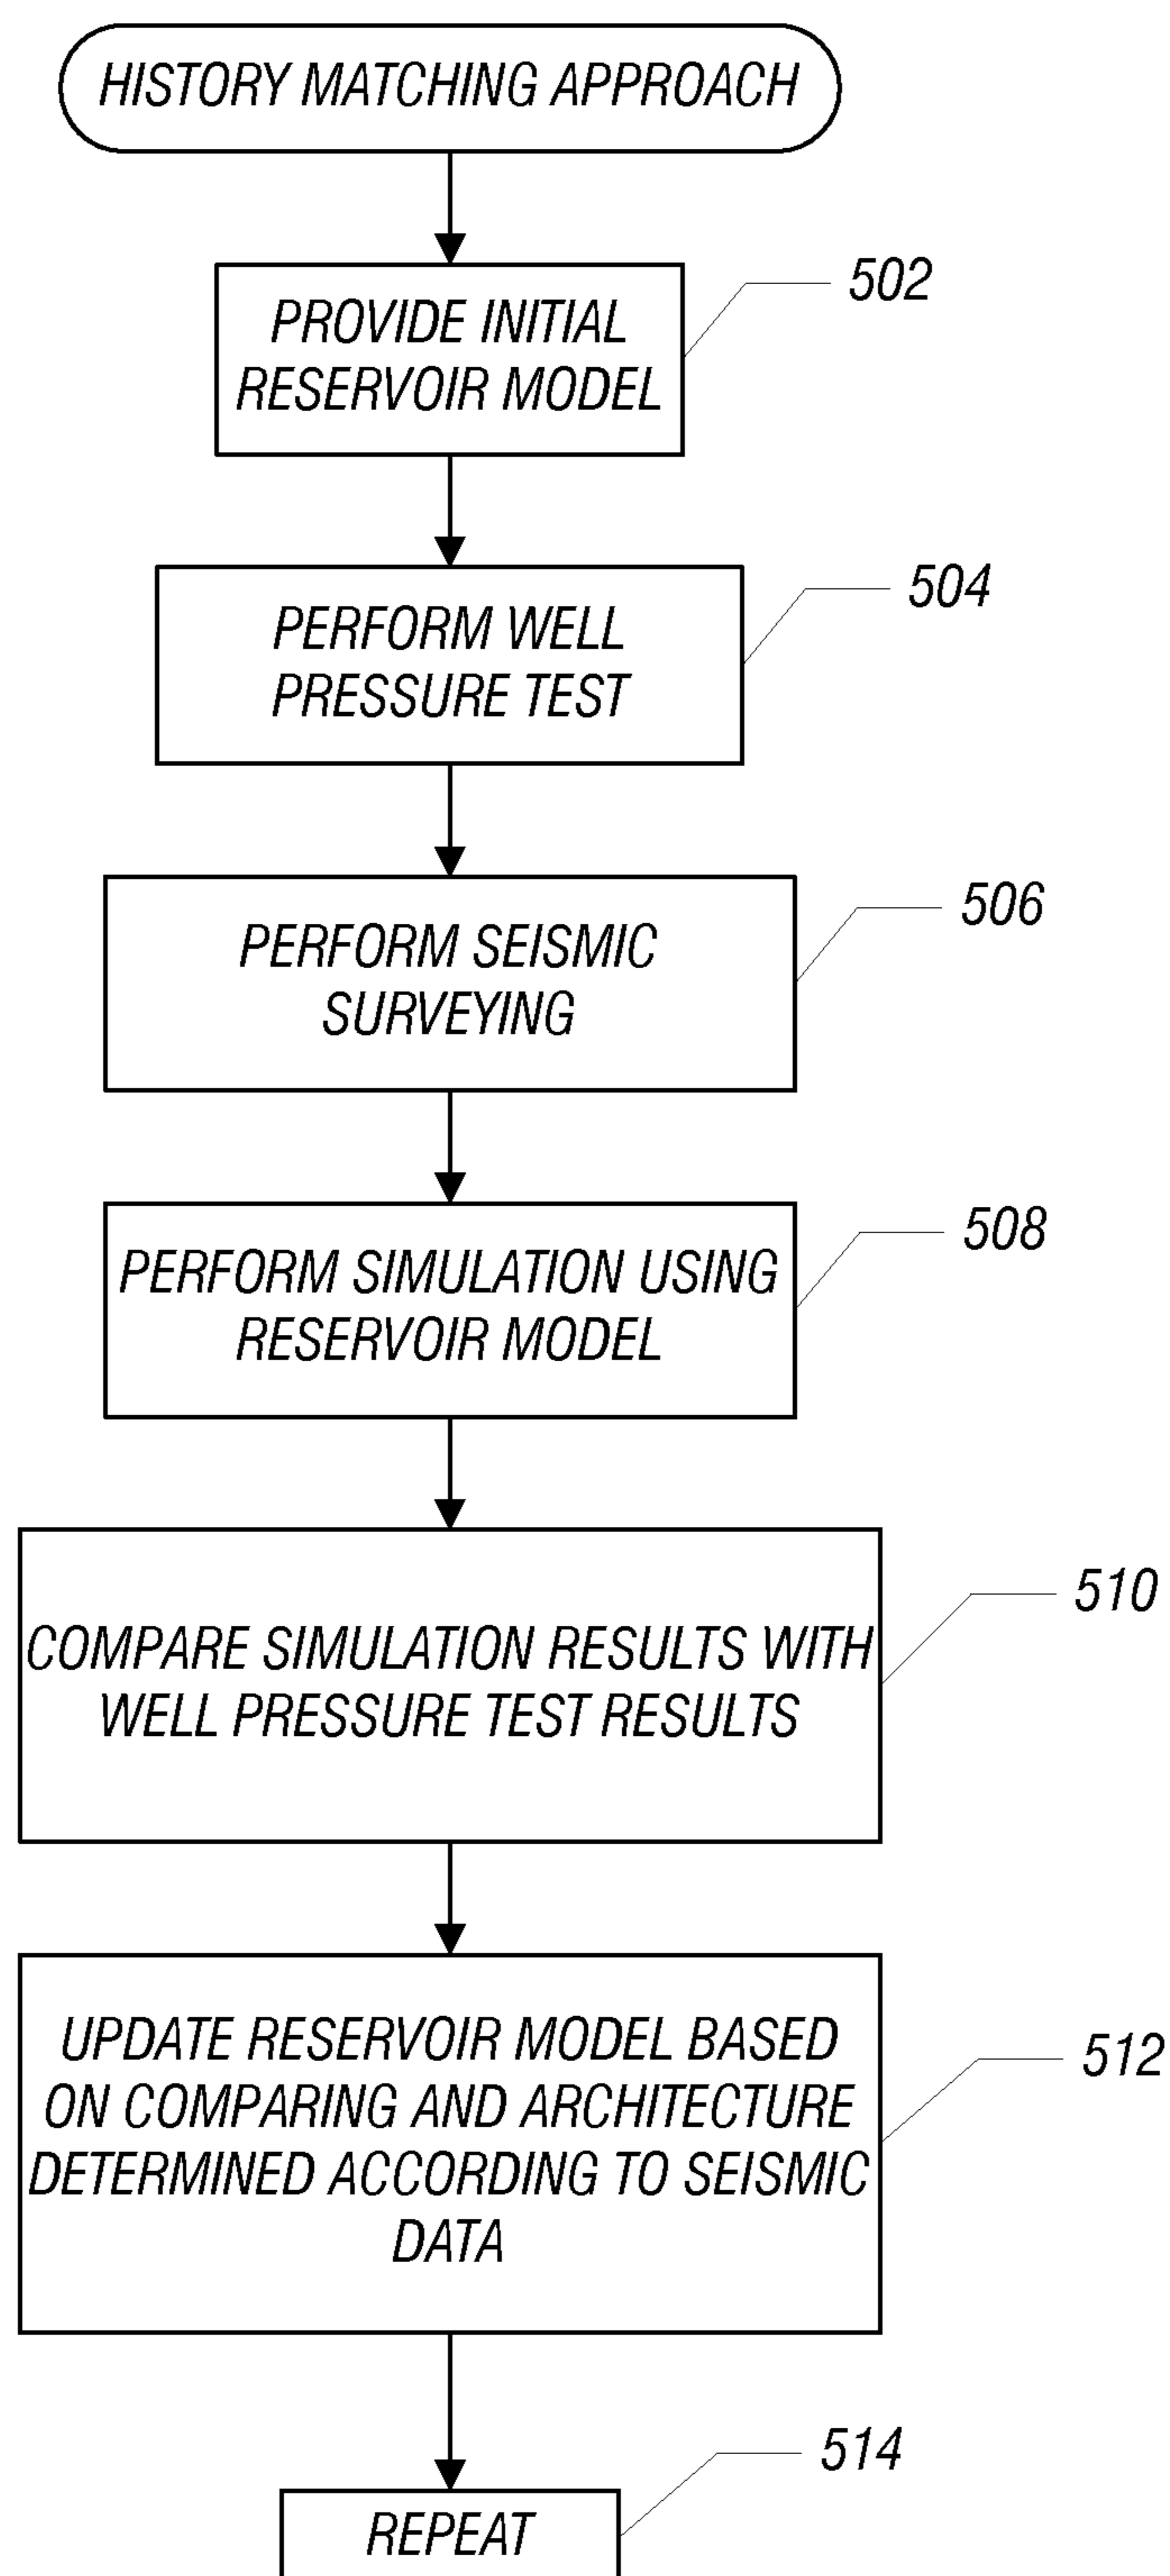 HISTORY MATCHING APPROACH
502
PROVIDE INITIAL
RESERVOIR MODEL
504
PERFORM WELL
PRESSURE TEST
506
PERFORM SEISMIC
SURVEYING
508
PERFORM SIMULATION USING
RESERVOIR MODEL
510
COMPARE SIMULATION RESULTS WITH
WELL PRESSURE TEST RESULTS
512
UPDATE RESERVOIR MODEL BASED
ON COMPARING AND ARCHITECTURE
DETERMINED ACCORDING TO SEISMIC
DATA
514
REPEAT